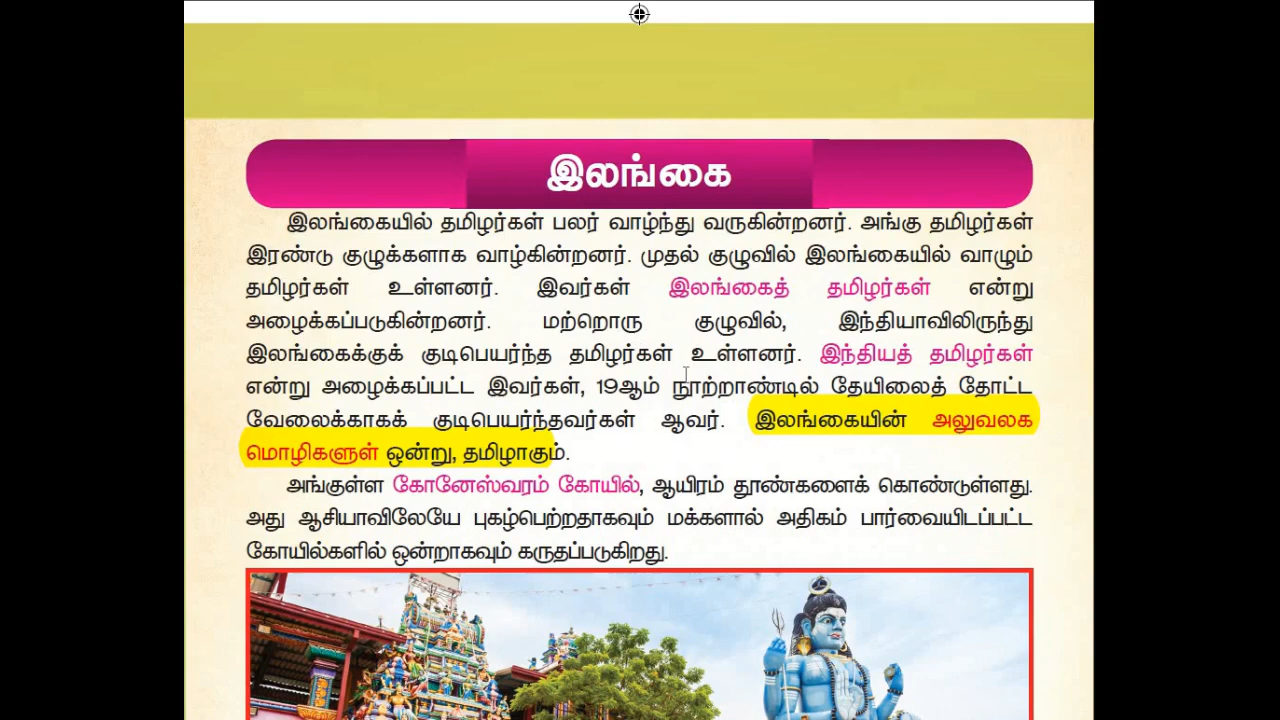 இலங்கை
இலங்கையில் தமிழர்கள் பலர் வாழ்ந்து வருகின்றனர். அங்கு தமிழர்கள்
இரண்டு குழுக்களாக வாழ்கின்றனர். முதல் குழுவில் இலங்கையில் வாழும்
தமிழர்கள் உள்ளனர். இவர்கள் இலங்கைத் தமிழர்கள் என்று
அழைக்கப்படுகின்றனர். மற்றொரு குழுவில், இந்தியாவிலிருந்து
இலங்கைக்குக் குடிபெயர்ந்த தமிழர்கள் உள்ளனர். இந்தியத் தமிழர்கள்
என்று அழைக்கப்பட்ட இவர்கள், 19ஆம் நூற்றாண்டில் தேயிலைத் தோட்ட
வேலைக்காகக் குடிபெயர்ந்தவர்கள் ஆவர். இலங்கையின் அலுவலக
மொழிகளுள் ஒன்று, தமிழாகும்.
அங்குள்ள கோனேஸ்வரம் கோயில், ஆயிரம் தூண்களைக் கொண்டுள்ளது.
அது ஆசியாவிலேயே புகழ்பெற்றதாகவும் மக்களால் அதிகம் பார்வையிடப்பட்ட
கோயில்களில் ஒன்றாகவும் கருதப்படுகிறது.